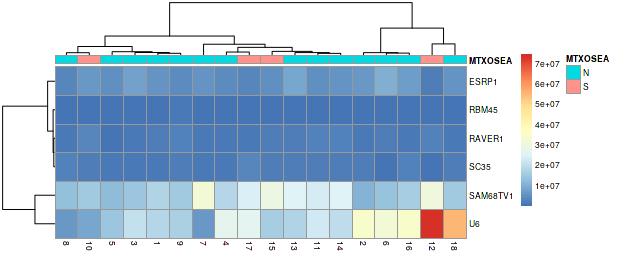 MTXOSEA
ESRP1
RBM45
RAVER1
SC35
SAM68TV1
U6
8 10 5 3 1 9 7 4 17 15 13 11 14 2 6 16 12 18
7e+07
6e+07
5e+07
4e+07
3e+07
2e+07
1e+07
MTXOSEA
N
S